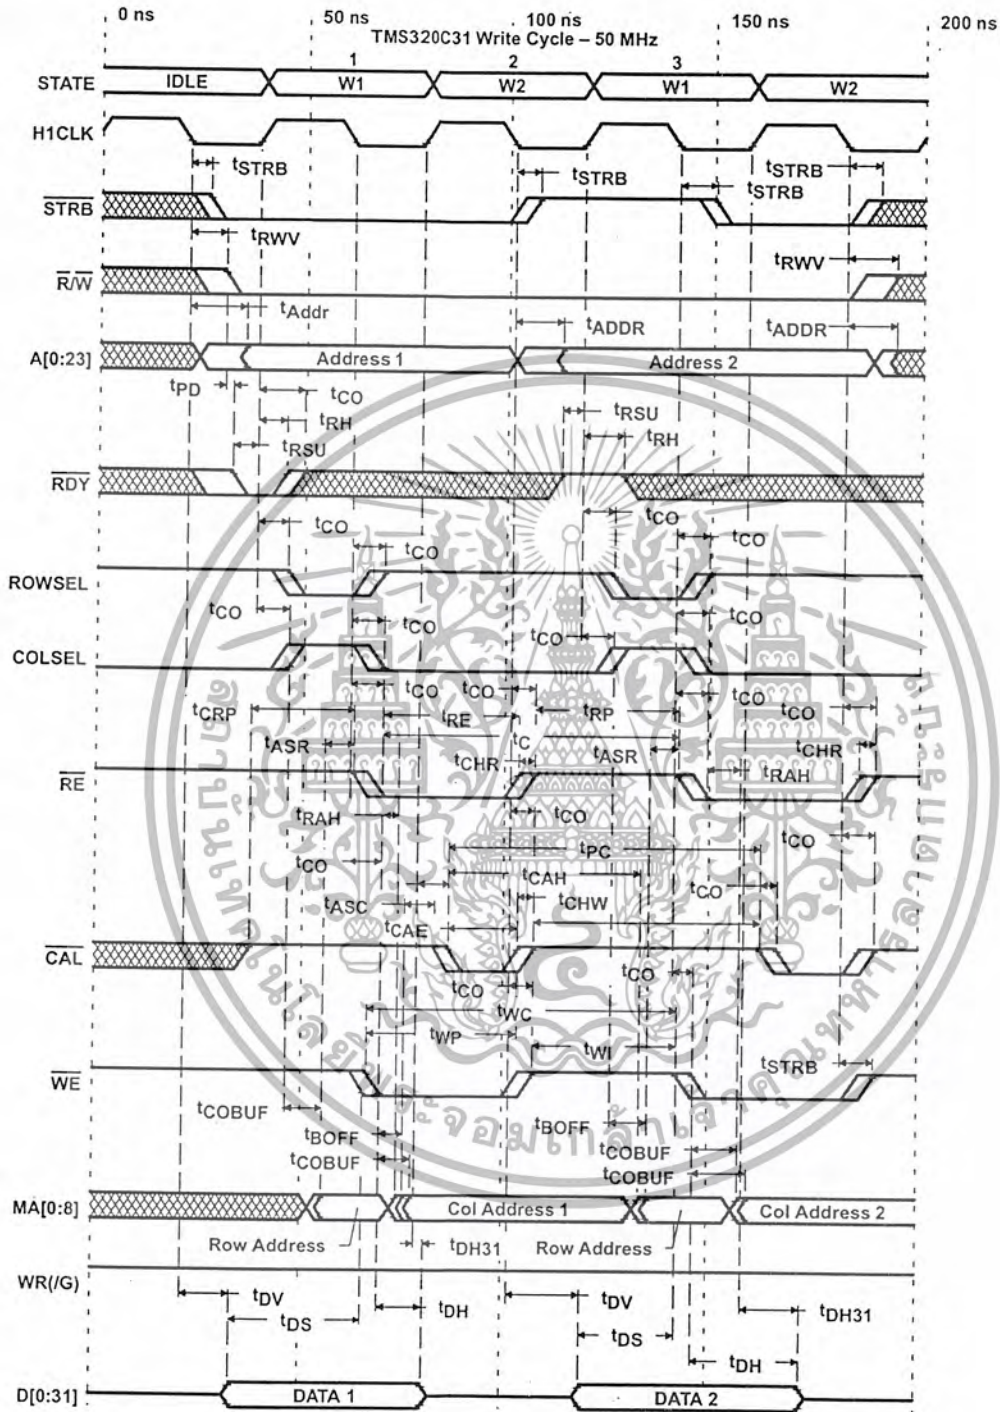 0 ns 50 ns 100 ns 150 ns 200 ns
TMS320C31 Write Cycle – 50 MHz
1 2 3
STATE IDLE W1 W2 W1 W2
H1CLK
tSTRB tSTRB tSTRB tSTRB
STRB
tRWV tRWV
R/W
tAddr tADDR tADDR
A[0:23] Address 1 Address 2
tPD tCO tRSU
tRH tRH
tRSU
RDY
tCO tCO tCO tCO
ROWSEL
tCO tCO tCO tCO
COLSEL
tCO tCO tCO tCO
tCRP tRE tRP
tASR tC tASR tCHR
tCHR tRAH
RE
tRAH tCO tCO
tCO tPC
tCAH tCO
tASC tCHW
tCAE
CAL
tCO tCO
tWC
tWP tWI tSTRB
WE
tCOBUF tBOFF tBOFF
tCOBUF tCOBUF
tCOBUF
MA[0:8] Col Address 1 Col Address 2
Row Address tDH31 Row Address
WR(/G)
tDV tDH tDV tDH31
tDS tDS
tDH
D[0:31] DATA 1 DATA 2